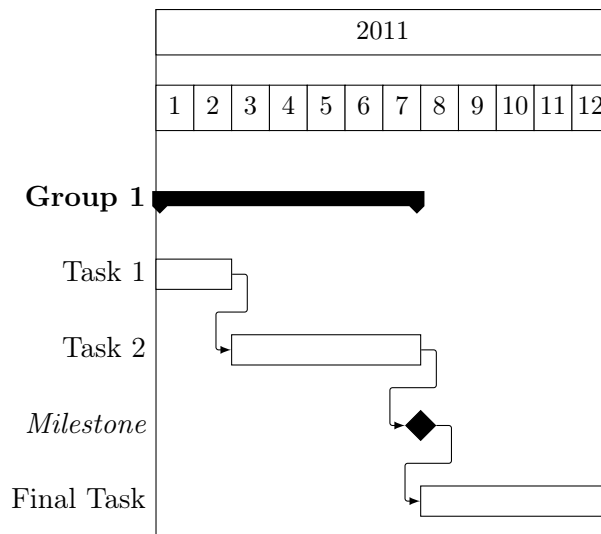 2011
1 2 3 4 5 6 7 8 9 10 11 12
Group 1
Task 1
Task 2
Milestone
Final Task